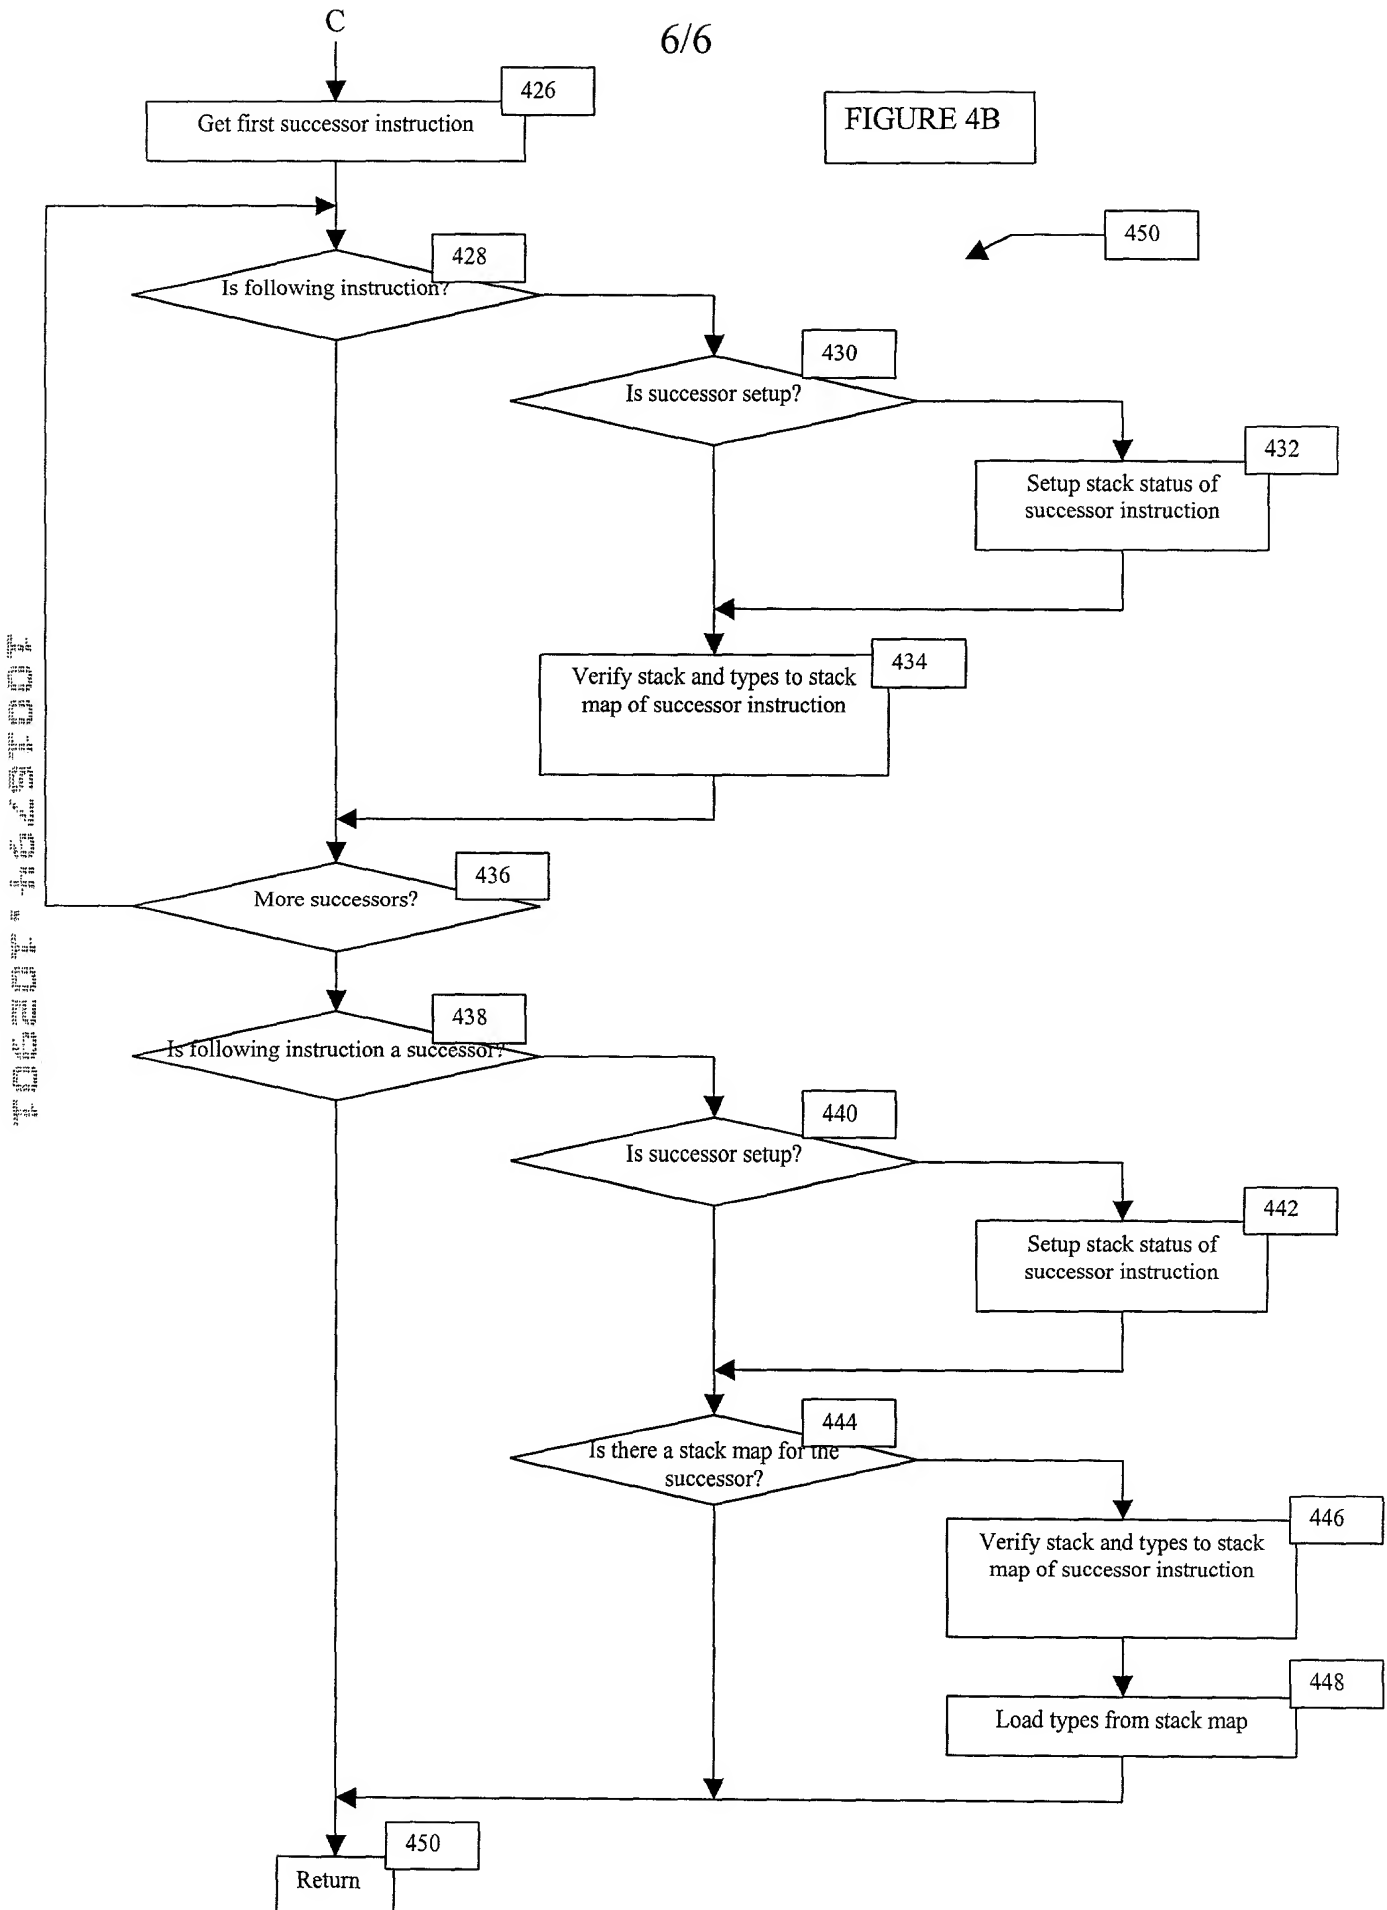 C
6/6
426
Get first successor instruction
FIGURE 4B
450
428
Is following instruction?
430
Is successor setup?
432
Setup stack status of
successor instruction
434
Verify stack and types to stack
map of successor instruction
436
More successors?
438
Is following instruction a successor?
440
Is successor setup?
442
Setup stack status of
successor instruction
444
Is there a stack map for the
successor?
446
Verify stack and types to stack
map of successor instruction
448
Load types from stack map
450
Return